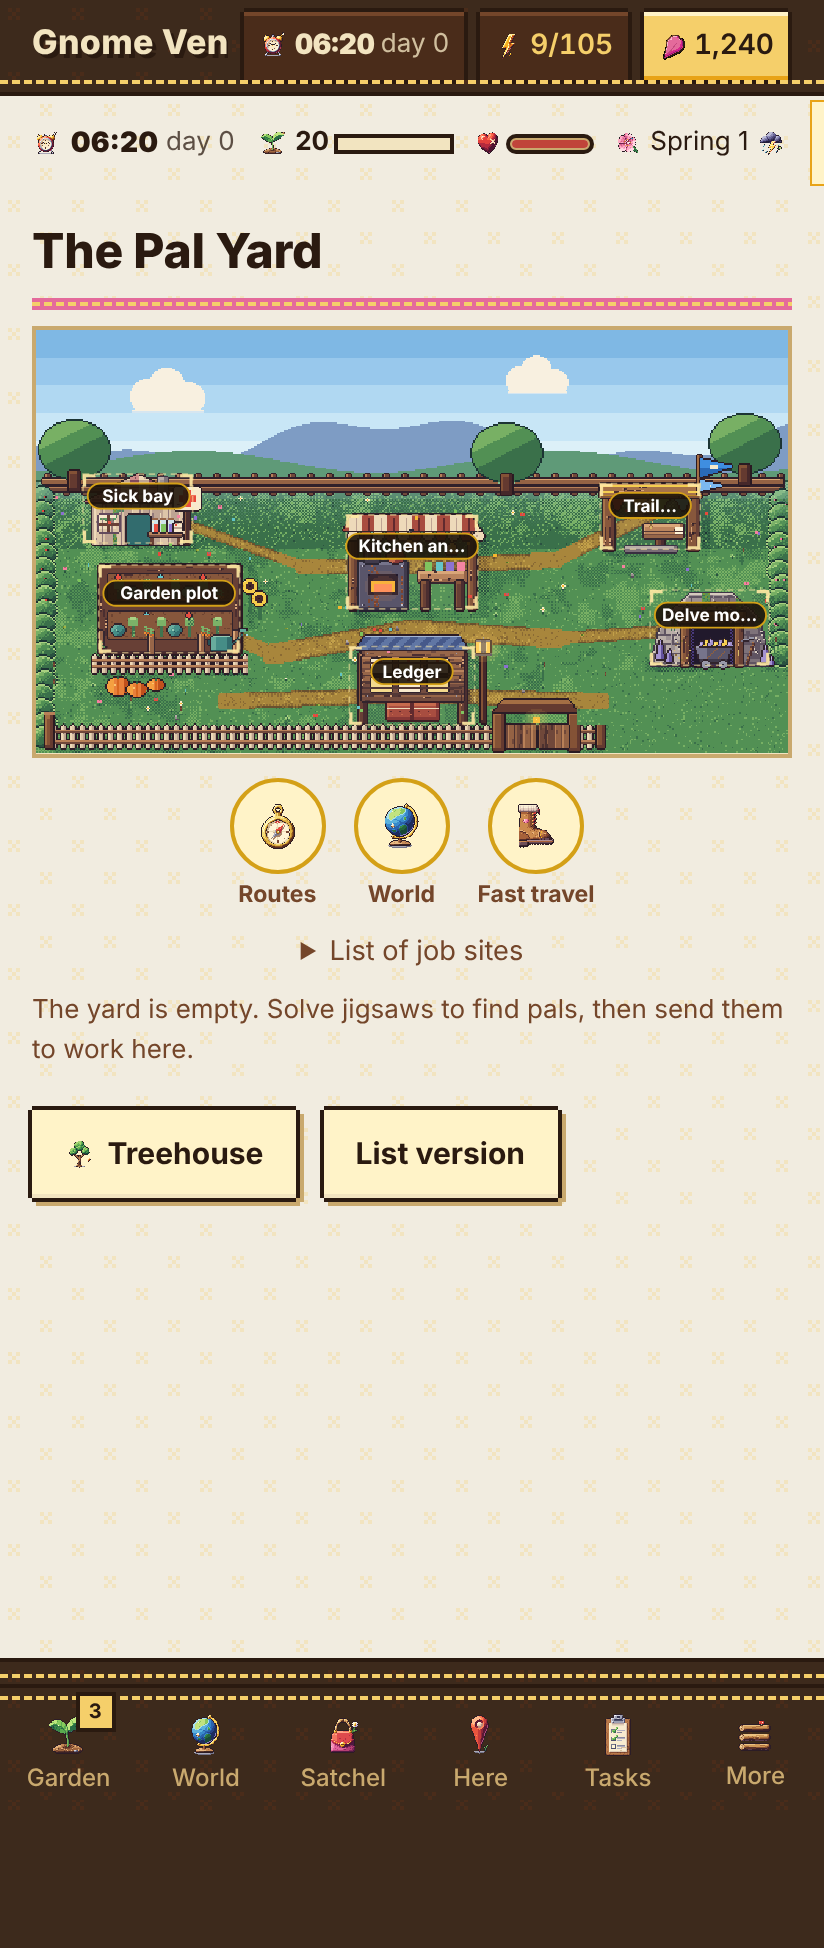 Gnome Ven
06:20 day 0
9/105
1,240
06:20 day 0
20
Spring 1
The Pal Yard
Sick bay
Trail...
Kitchen an...
Garden plot
Delve mo...
Ledger
Routes
World
Fast travel
▶ List of job sites
The yard is empty. Solve jigsaws to find pals, then send them
to work here.
Treehouse
List version
3
Garden
World
Satchel
Here
Tasks
More